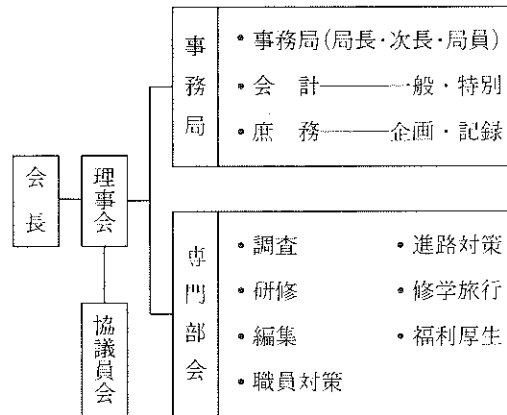 会長
理事会
協議員会
事務局
• 事務局(局長・次長・局員)
• 会　計――一般・特別
• 庶　務――企画・記録
専門部会
• 調査　• 進路対策
• 研修　• 修学旅行
• 編集　• 福利厚生
• 職員対策